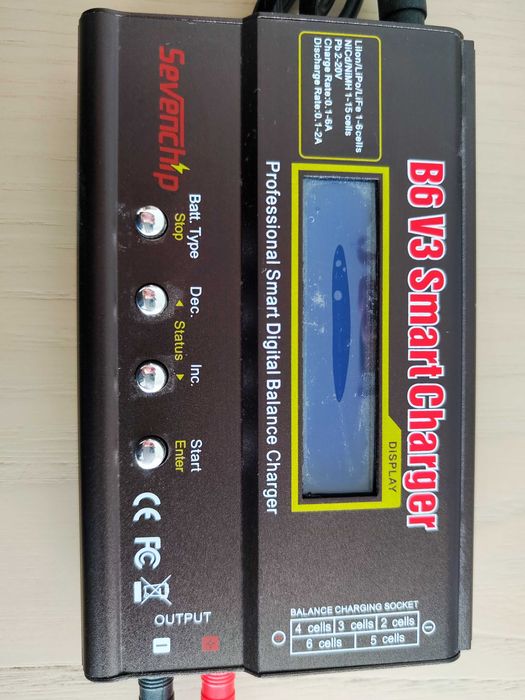 B6 V3 Smart Charger
LiIon/LiPo/LiFe 1-6cells
NiCd/NiMH 1-15 cells
Pb 2-20V
Charge Rate:0.1-6A
Discharge Rate:0.1-2A
DISPLAY
Professional Smart Digital Balance Charger
Sevenchip
Batt. Type
Stop
Dec.
◄ Status ►
Inc.
Start
Enter
CE FC
BALANCE CHARGING SOCKET
4 cells 3 cells 2 cells
6 cells 5 cells
OUTPUT